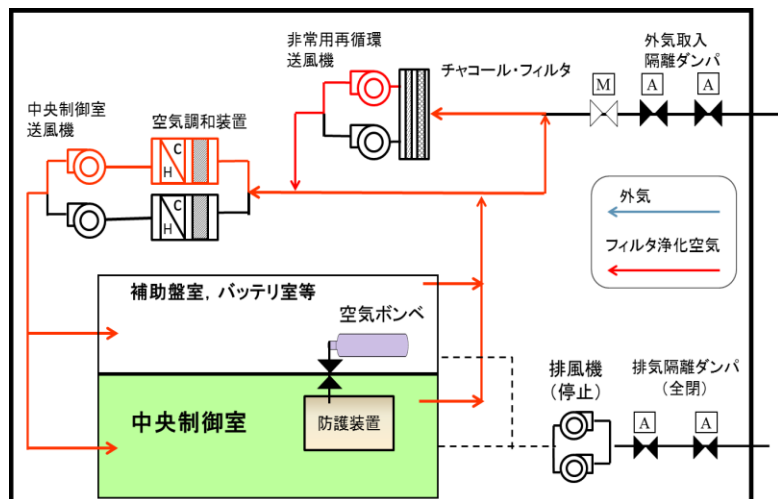 非常用再循環
送風機
チャコール・フィルタ
外気取入
隔離ダンパ
M
A
A
中央制御室
送風機
空気調和装置
C
H
C
H
外気
フィルタ浄化空気
補助盤室，バッテリ室等
空気ボンベ
中央制御室
防護装置
排風機
（停止）
排気隔離ダンパ
（全閉）
A
A